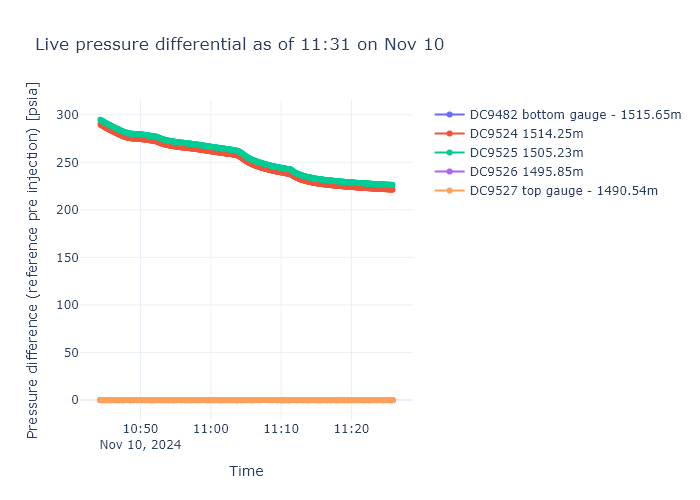 Live pressure differential as of 11:31 on Nov 10
Pressure difference (reference pre injection) [psia]
300
250
200
150
100
50
0
10:50
11:00
11:10
11:20
Nov 10, 2024
Time
DC9482 bottom gauge - 1515.65m
DC9524 1514.25m
DC9525 1505.23m
DC9526 1495.85m
DC9527 top gauge - 1490.54m